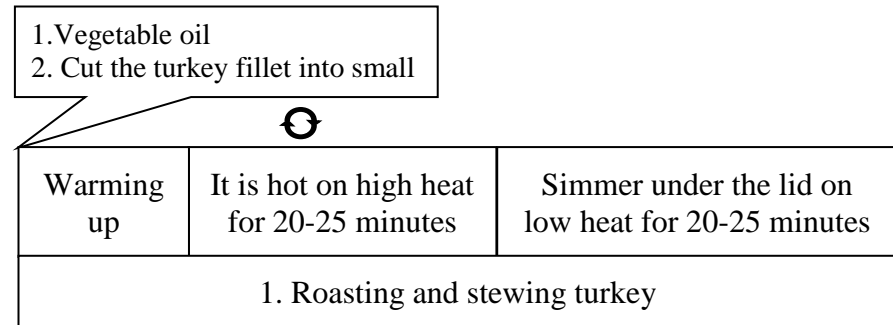 1.Vegetable oil
2. Cut the turkey fillet into small
Warming
up
It is hot on high heat
for 20-25 minutes
Simmer under the lid on
low heat for 20-25 minutes
1. Roasting and stewing turkey